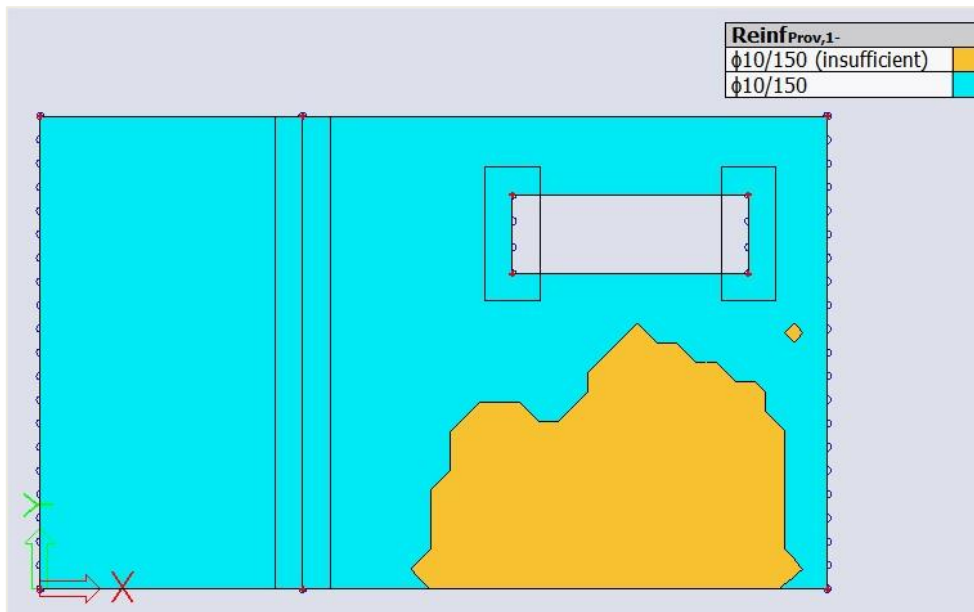 ReinfProv,1-
ϕ10/150 (insufficient)
ϕ10/150
Y
X